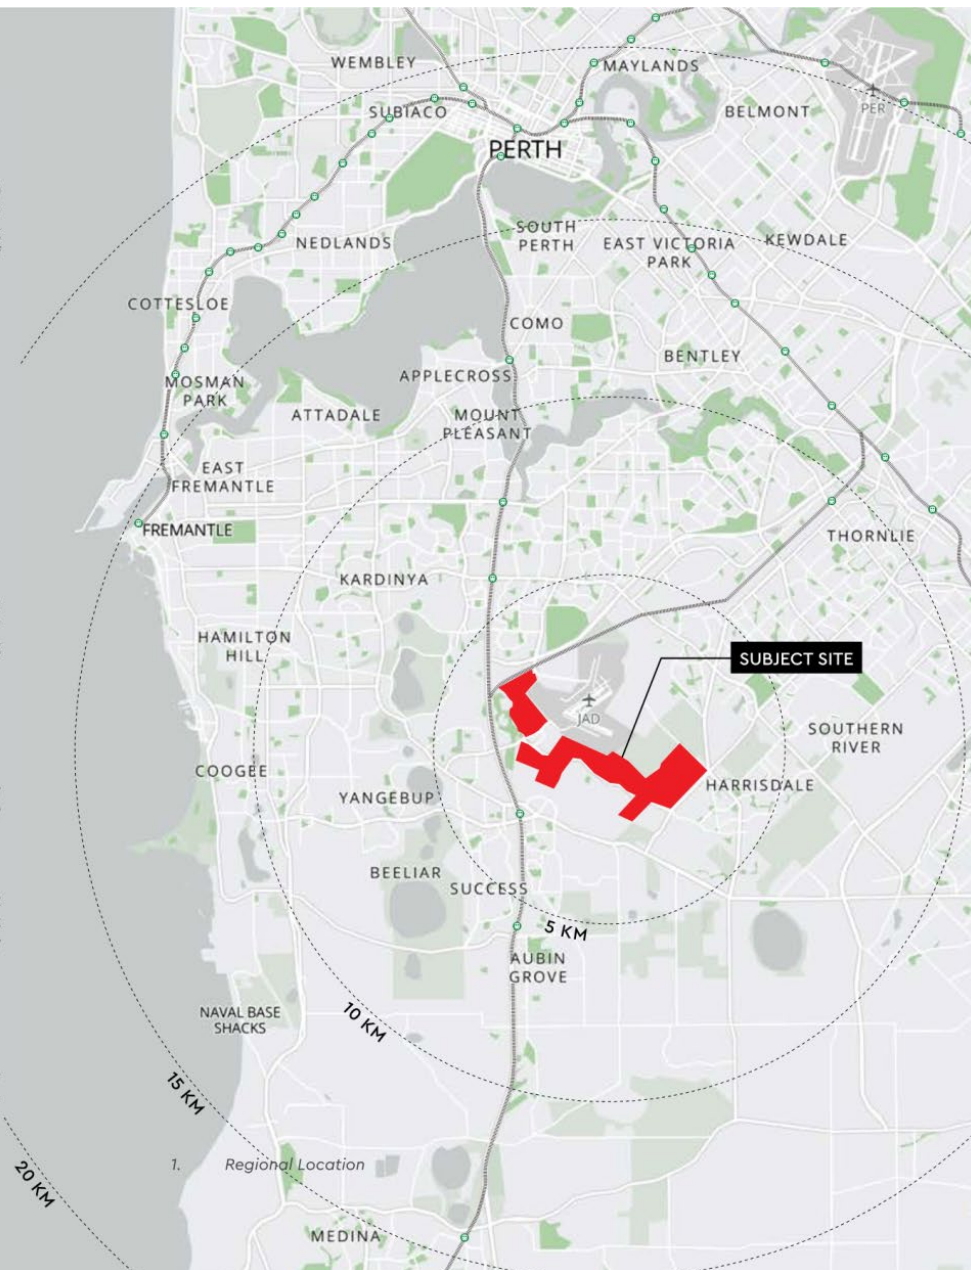 WEMBLEY
MAYLANDS
SUBIACO
BELMONT
PER
PERTH
SOUTH
PERTH
EAST VICTORIA
PARK
KEWDALE
NEDLANDS
COTTESLOE
COMO
BENTLEY
APPLECROSS
MOSMAN
PARK
ATTADALE
MOUNT
PLEASANT
EAST
FREMANTLE
FREMANTLE
THORNLIE
KARDINYA
HAMILTON
HILL
SUBJECT SITE
JAD
SOUTHERN
RIVER
COOGEE
YANGEBUP
HARRISDALE
BEELIAR
SUCCESS
5 KM
AUBIN
GROVE
NAVAL BASE
SHACKS
10 KM
15 KM
1. Regional Location
20 KM
MEDINA